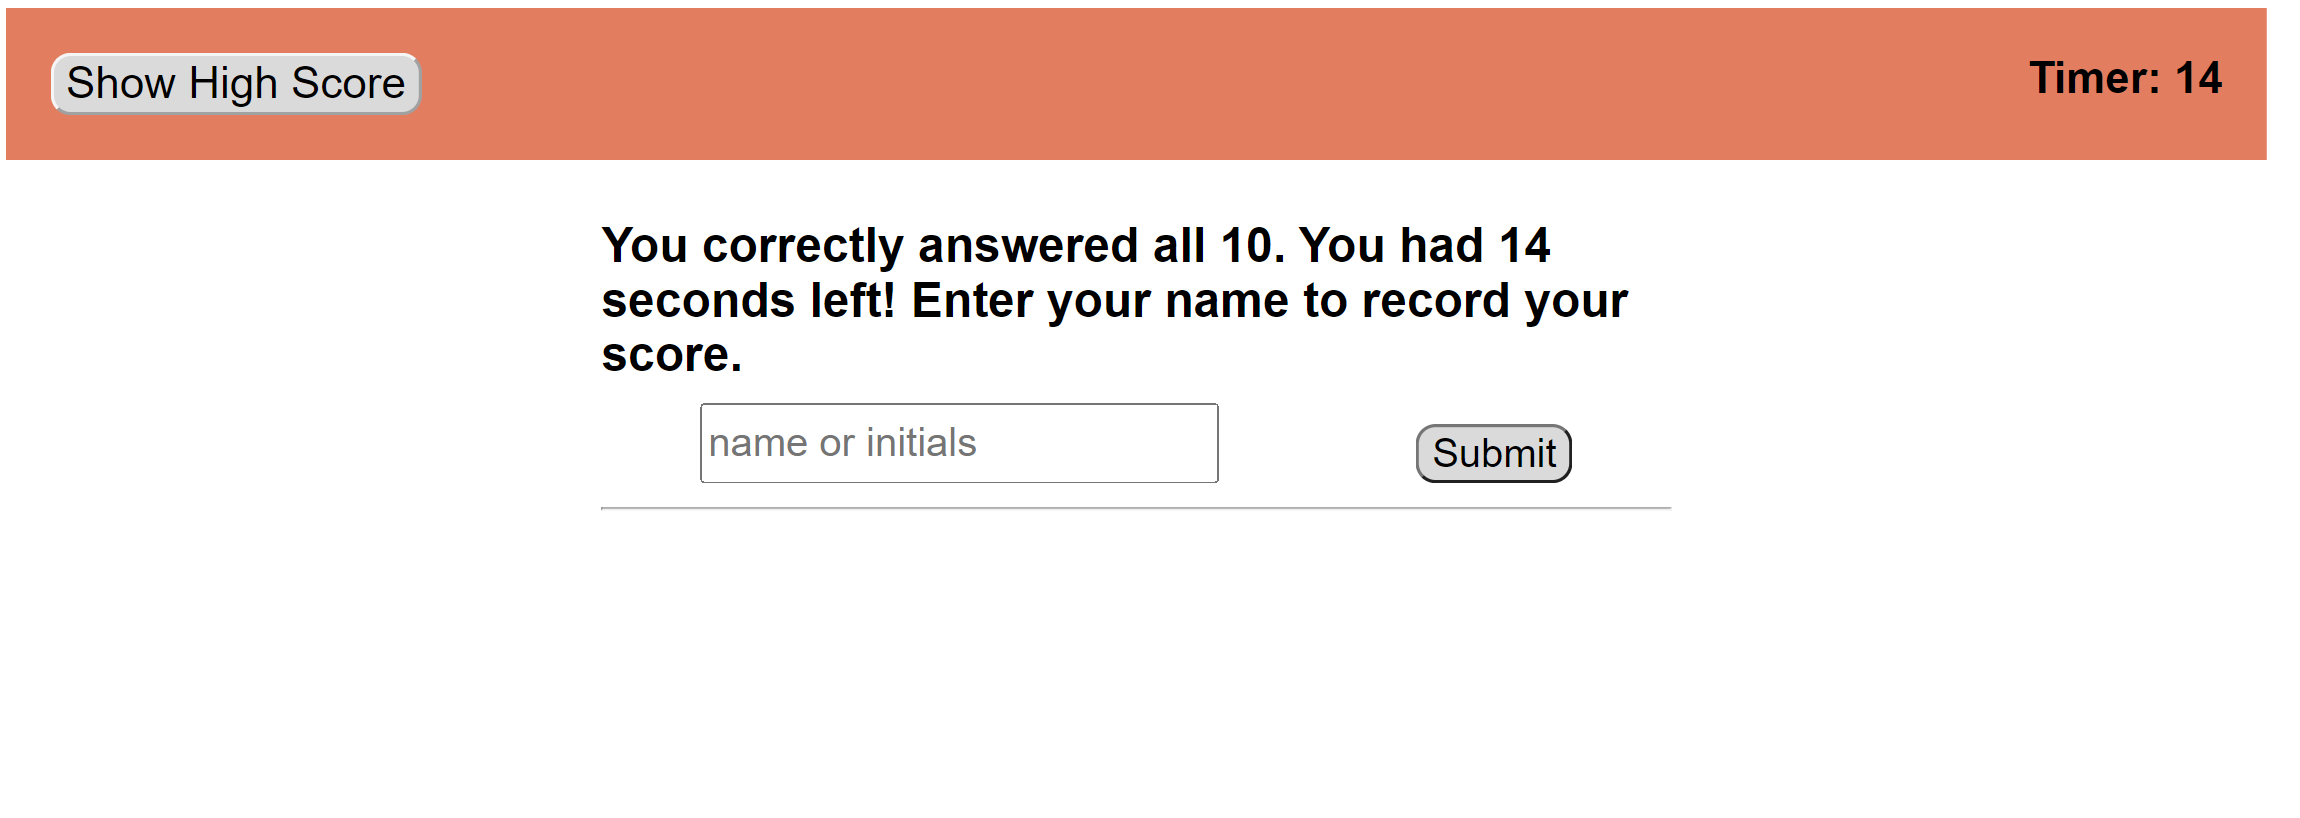 Show High Score
Timer: 14
You correctly answered all 10. You had 14
seconds left! Enter your name to record your
score.
name or initials
Submit